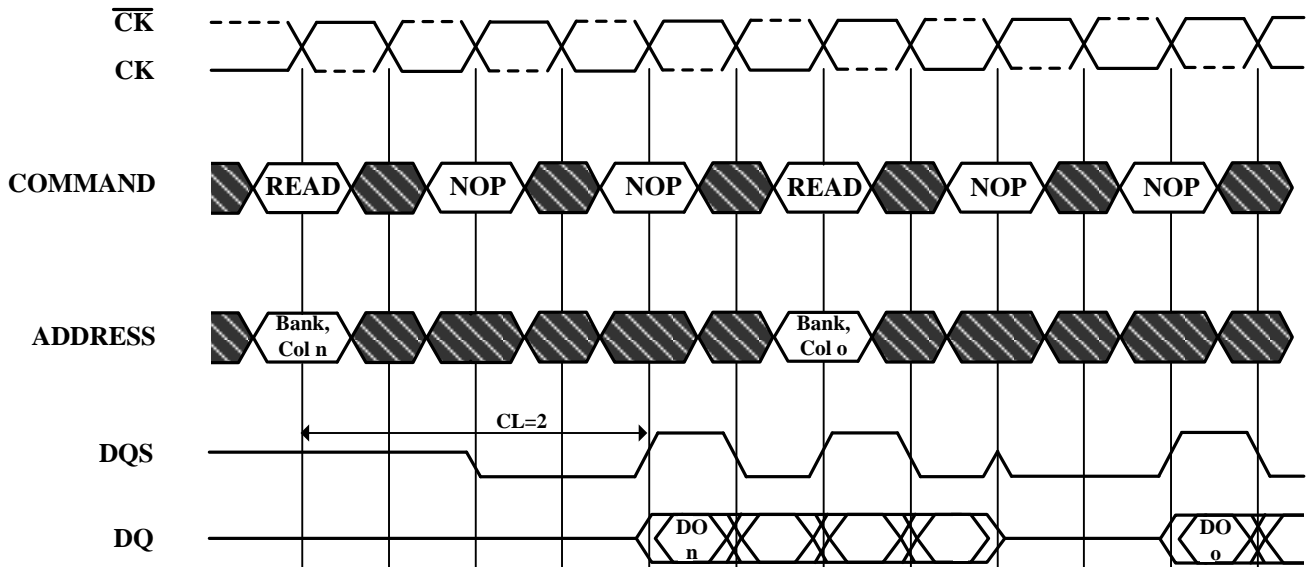 CK
CK
COMMAND READ NOP NOP READ NOP NOP
ADDRESS Bank, Col n Bank, Col o
CL=2
DQS
DQ DO n DO o